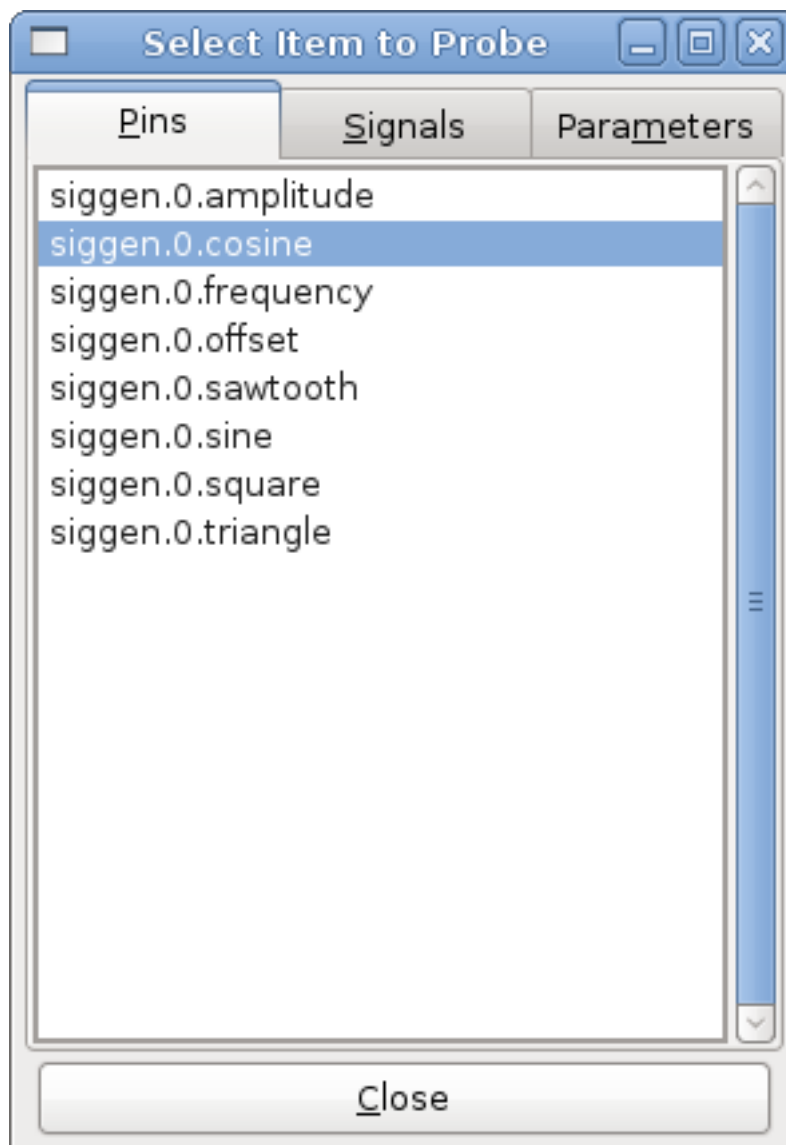 Select Item to Probe
Pins Signals Parameters
siggen.0.amplitude
siggen.0.cosine
siggen.0.frequency
siggen.0.offset
siggen.0.sawtooth
siggen.0.sine
siggen.0.square
siggen.0.triangle
Close